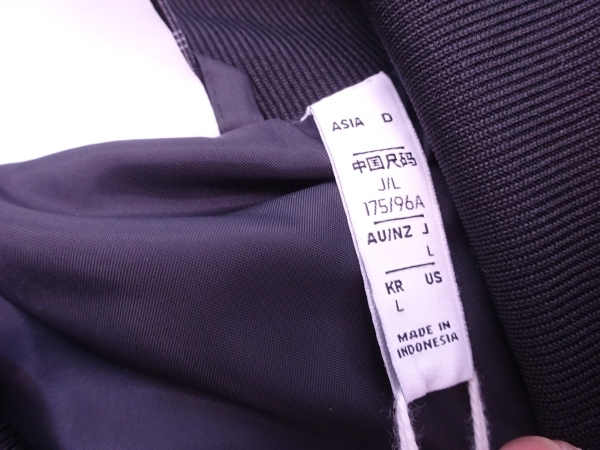 ASIA D
中国尺码
J/L
175/96A
AU/NZ J
L
KR US
L
MADE IN
INDONESIA